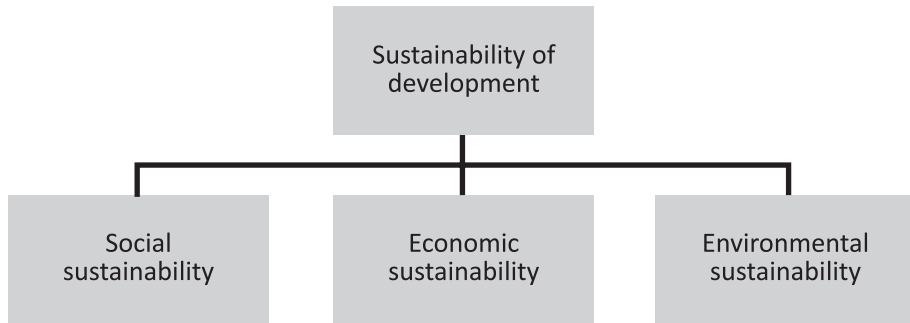 Sustainability of
development
Social
sustainability
Economic
sustainability
Environmental
sustainability